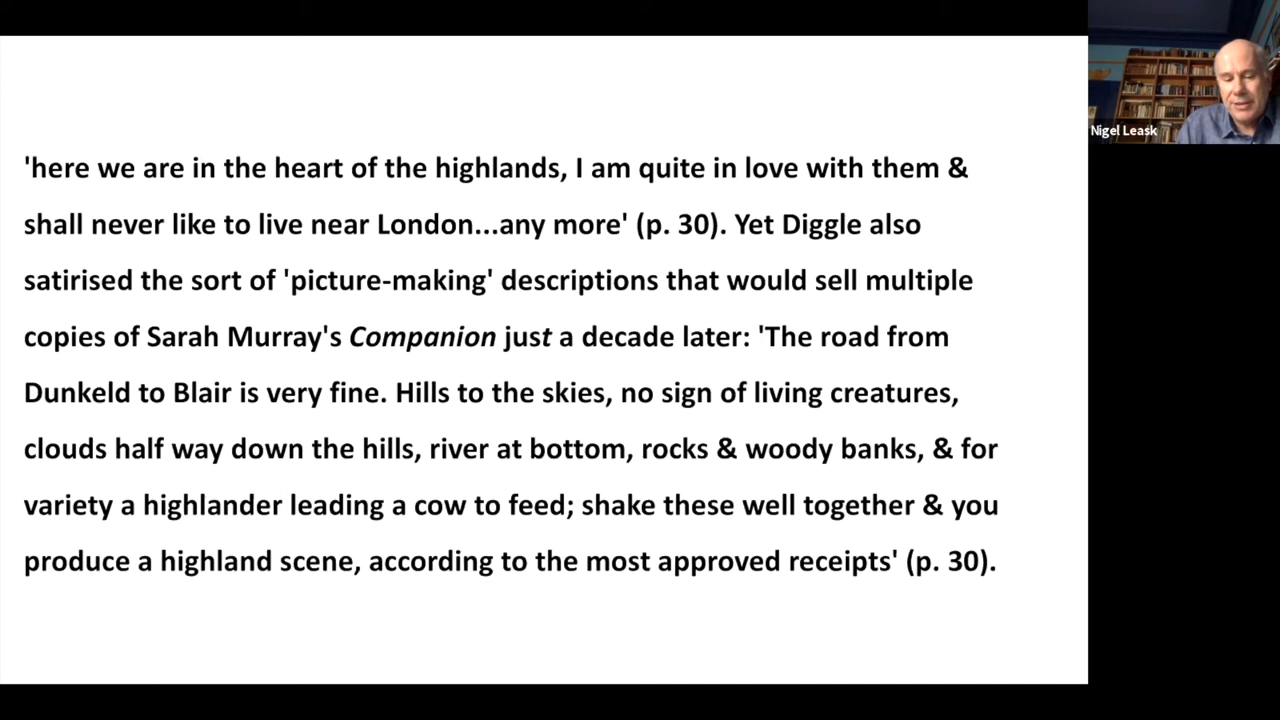 'here we are in the heart of the highlands, I am quite in love with them &
shall never like to live near London...any more' (p. 30). Yet Diggle also
satirised the sort of 'picture-making' descriptions that would sell multiple
copies of Sarah Murray's Companion just a decade later: 'The road from
Dunkeld to Blair is very fine. Hills to the skies, no sign of living creatures,
clouds half way down the hills, river at bottom, rocks & woody banks, & for
variety a highlander leading a cow to feed; shake these well together & you
produce a highland scene, according to the most approved receipts' (p. 30).
Nigel Leask